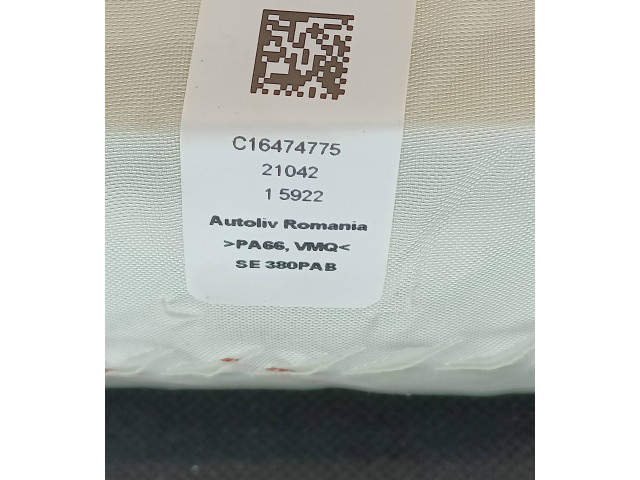 C16474775
21042
1 5922
Autoliv Romania
>PA66, VMQ<
SE 380PAB